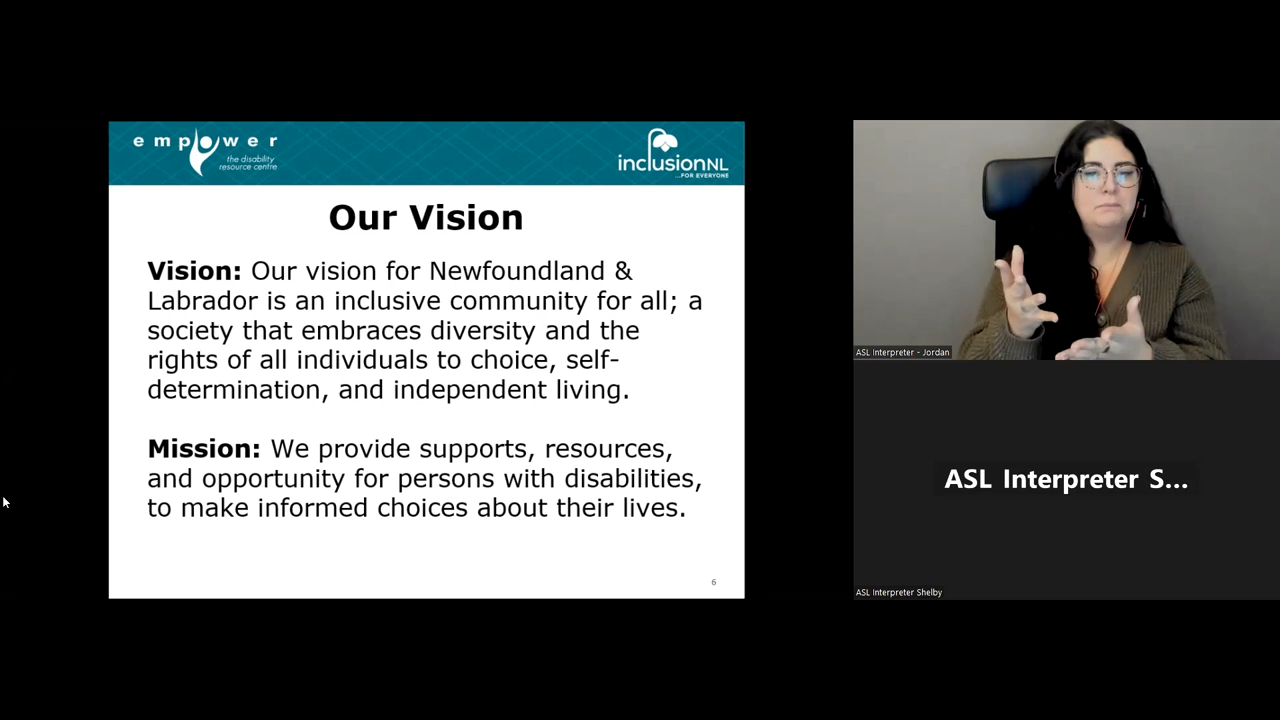 empower
the disability
resource centre
inclusionNL
...FOR EVERYONE
Our Vision
Vision: Our vision for Newfoundland &
Labrador is an inclusive community for all; a
society that embraces diversity and the
rights of all individuals to choice, self-
determination, and independent living.
Mission: We provide supports, resources,
and opportunity for persons with disabilities,
to make informed choices about their lives.
6
ASL Interpreter - Jordan
ASL Interpreter S...
ASL Interpreter Shelby